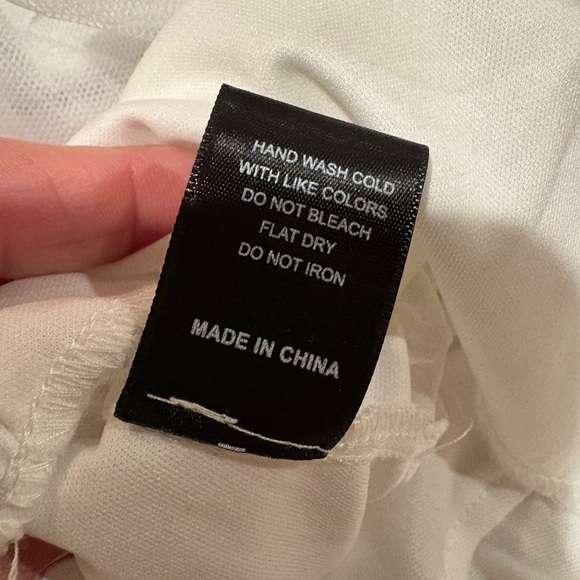 HAND WASH COLD
WITH LIKE COLORS
DO NOT BLEACH
FLAT DRY
DO NOT IRON
MADE IN CHINA